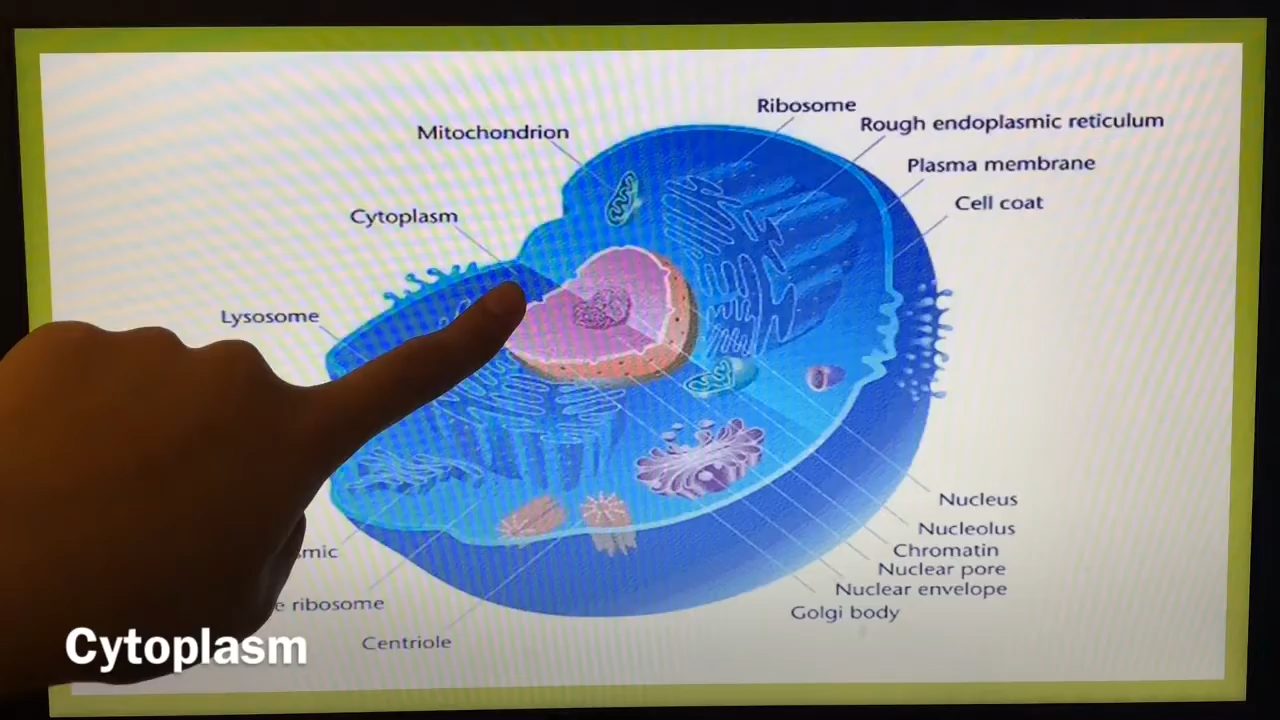 Ribosome
Mitochondrion
Rough endoplasmic reticulum
Plasma membrane
Cell coat
Cytoplasm
Lysosome
Nucleus
Nucleolus
Chromatin
Nuclear pore
Nuclear envelope
Golgi body
ribosome
Centriole
Cytoplasm